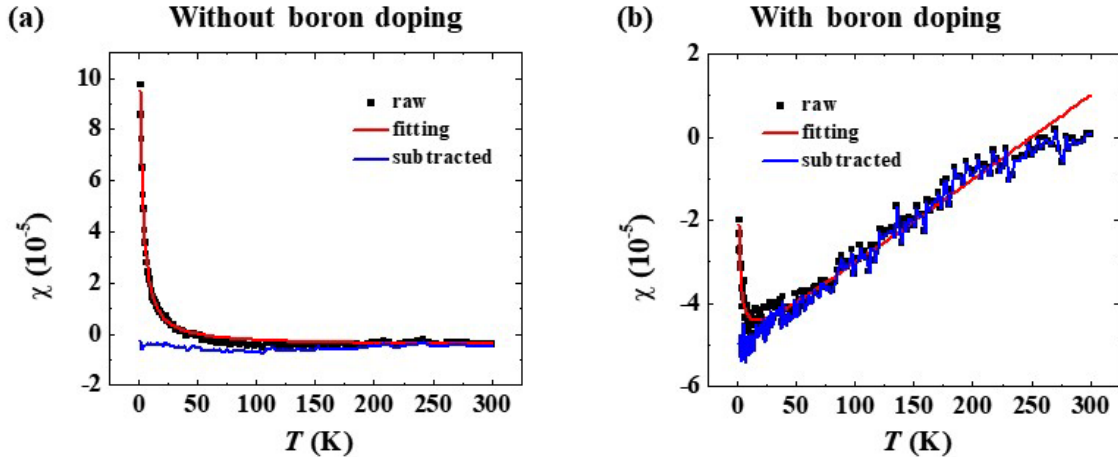 (a) Without boron doping
raw
fitting
subtracted
10
8
6
4
2
0
-2
χ (10⁻⁵)
0 50 100 150 200 250 300
T (K)
(b) With boron doping
raw
fitting
subtracted
2
0
-2
-4
-6
χ (10⁻⁵)
0 50 100 150 200 250 300
T (K)